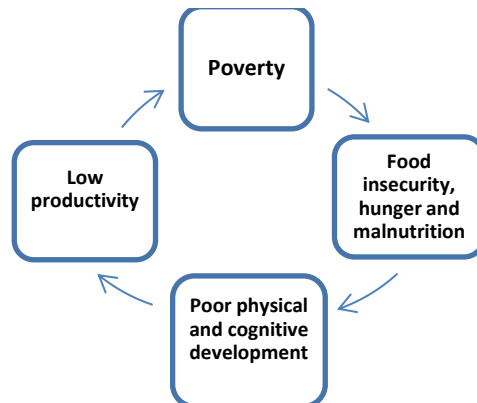 Poverty
Food
insecurity,
hunger and
malnutrition
Poor physical
and cognitive
development
Low
productivity